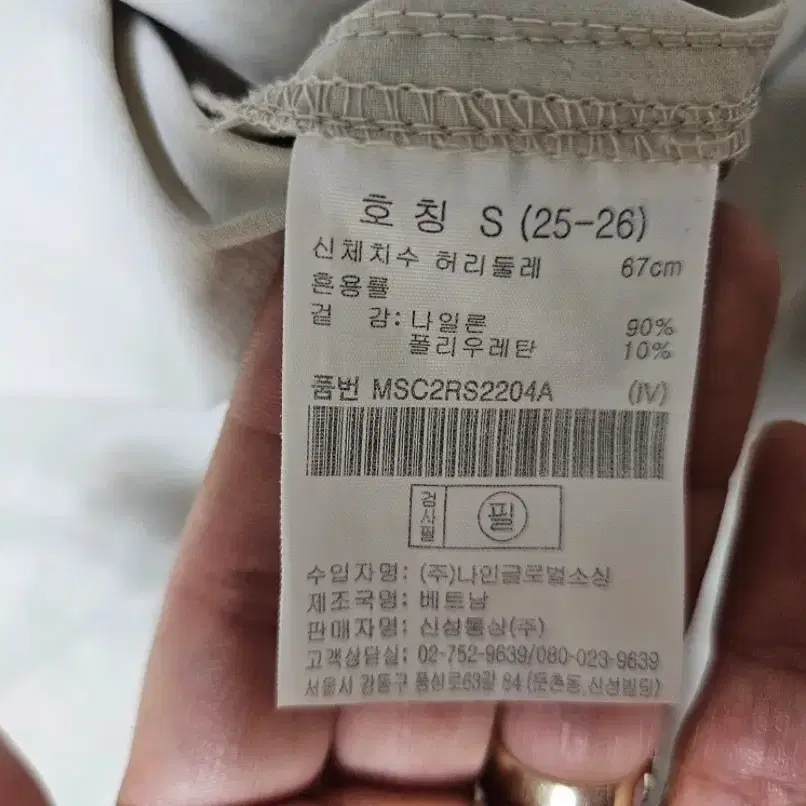 호칭 S (25-26)
신체치수 허리둘레 67cm
혼용률
겉 감: 나일론 90%
폴리우레탄 10%
품번 MSC2RS2204A (IV)
검사필 필
수입자명: (주)나인글로벌소싱
제조국명: 베트남
판매자명: 신성통상(주)
고객상담실: 02-752-9639/080-023-9639
서울시 강동구 풍성로63길 84 (둔촌동,신성빌딩)